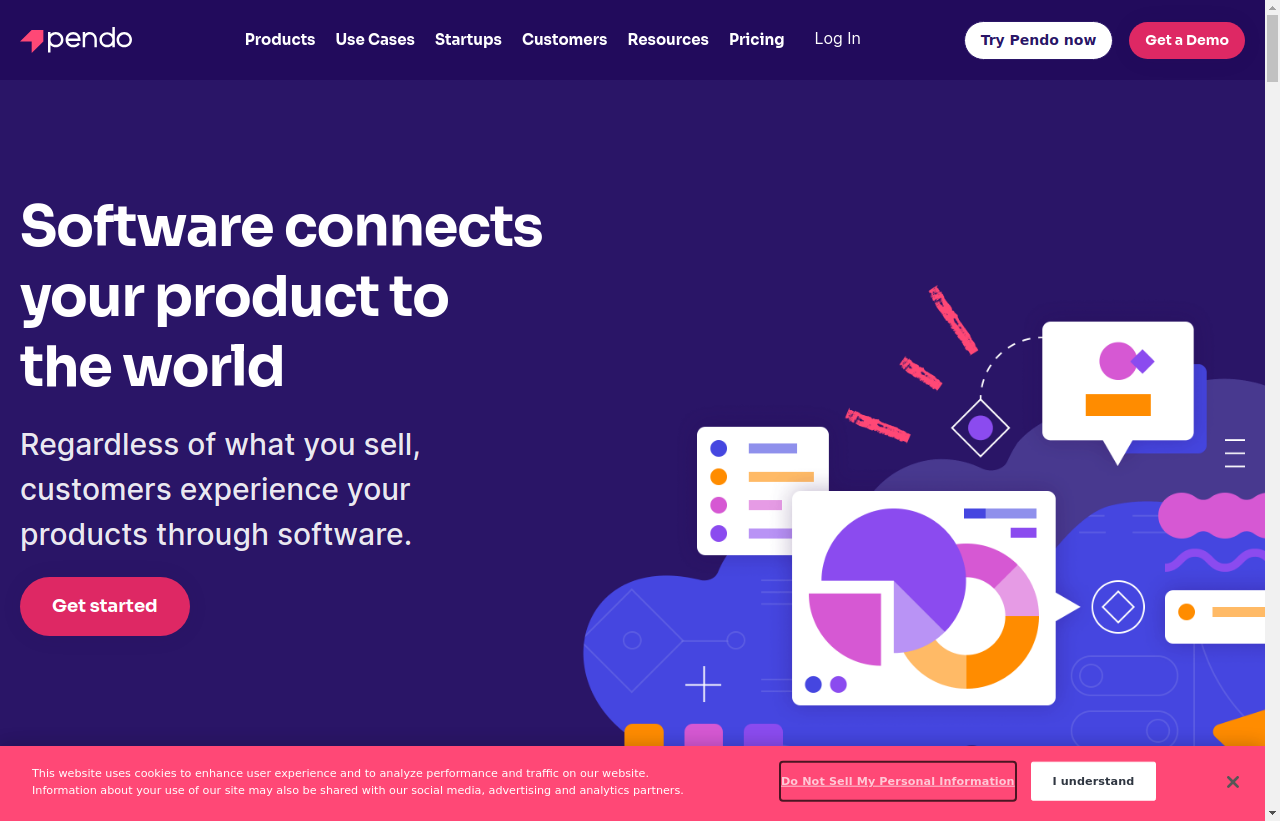 pendo
Products Use Cases Startups Customers Resources Pricing Log In
Try Pendo now
Get a Demo
Software connects
your product to
the world
Regardless of what you sell,
customers experience your
products through software.
Get started
This website uses cookies to enhance user experience and to analyze performance and traffic on our website.
Information about your use of our site may also be shared with our social media, advertising and analytics partners.
Do Not Sell My Personal Information
I understand